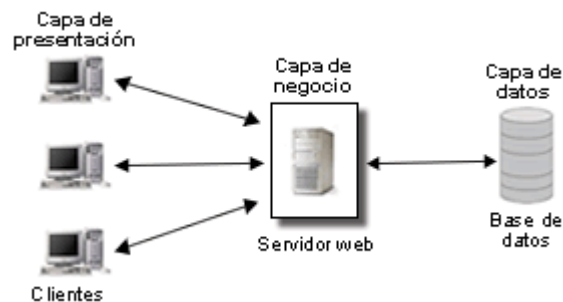 Capa de
presentación
Capa de
negocio
Capa de
datos
Servidor web
Base de
datos
Clientes